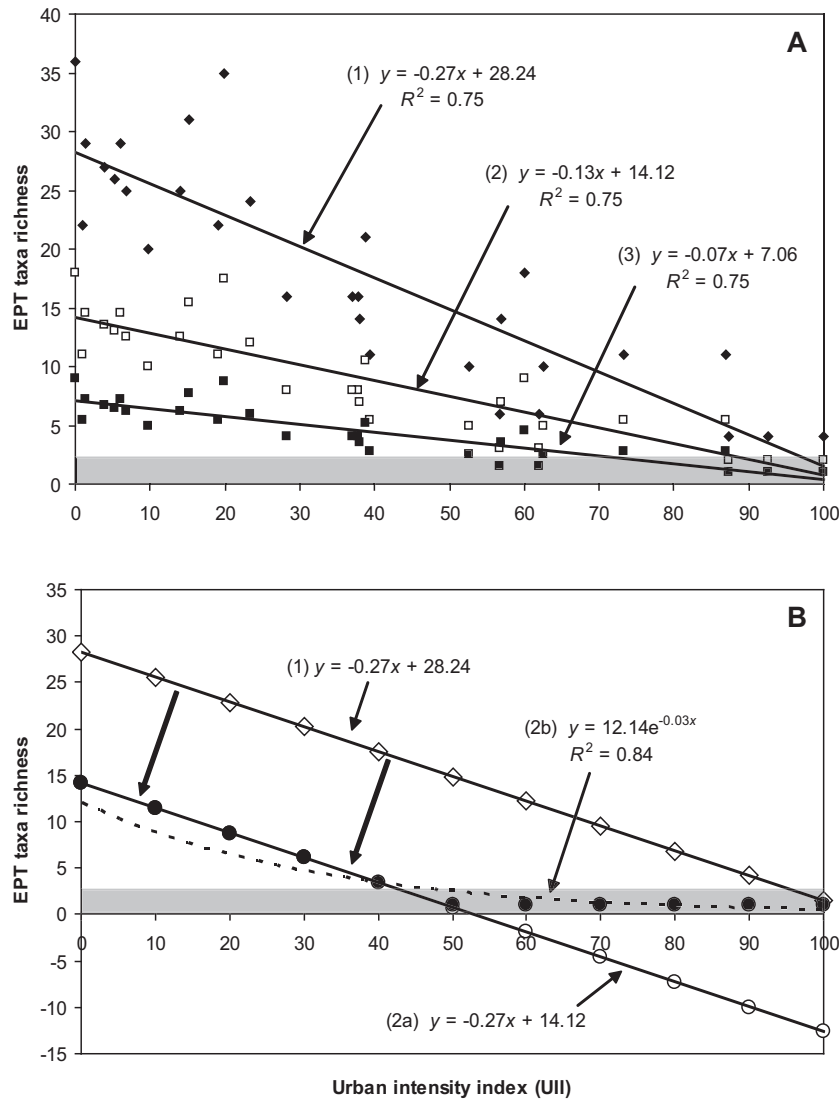 A
40
35
30
25
20
15
10
5
0
EPT taxa richness
(1) y = -0.27x + 28.24
R² = 0.75
(2) y = -0.13x + 14.12
R² = 0.75
(3) y = -0.07x + 7.06
R² = 0.75
0 10 20 30 40 50 60 70 80 90 100
B
35
30
25
20
15
10
5
0
-5
-10
-15
EPT taxa richness
(1) y = -0.27x + 28.24
(2b) y = 12.14e^-0.03x
R² = 0.84
0 10 20 30 40 50 60 70 80 90 100
(2a) y = -0.27x + 14.12
Urban intensity index (UII)